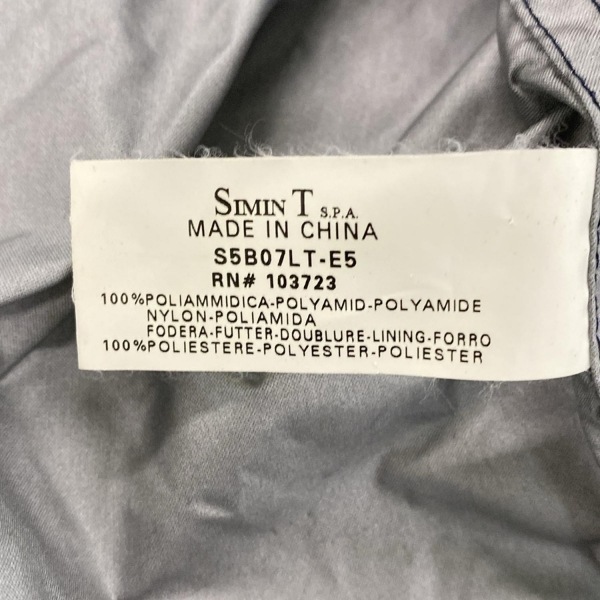 SIMIN T S.P.A.
MADE IN CHINA
S5B07LT-E5
RN# 103723
100%POLIAMMIDICA-POLYAMID-POLYAMIDE
NYLON-POLIAMIDA
FODERA-FUTTER-DOUBLURE-LINING-FORRO
100%POLIESTERE-POLYESTER-POLIESTER